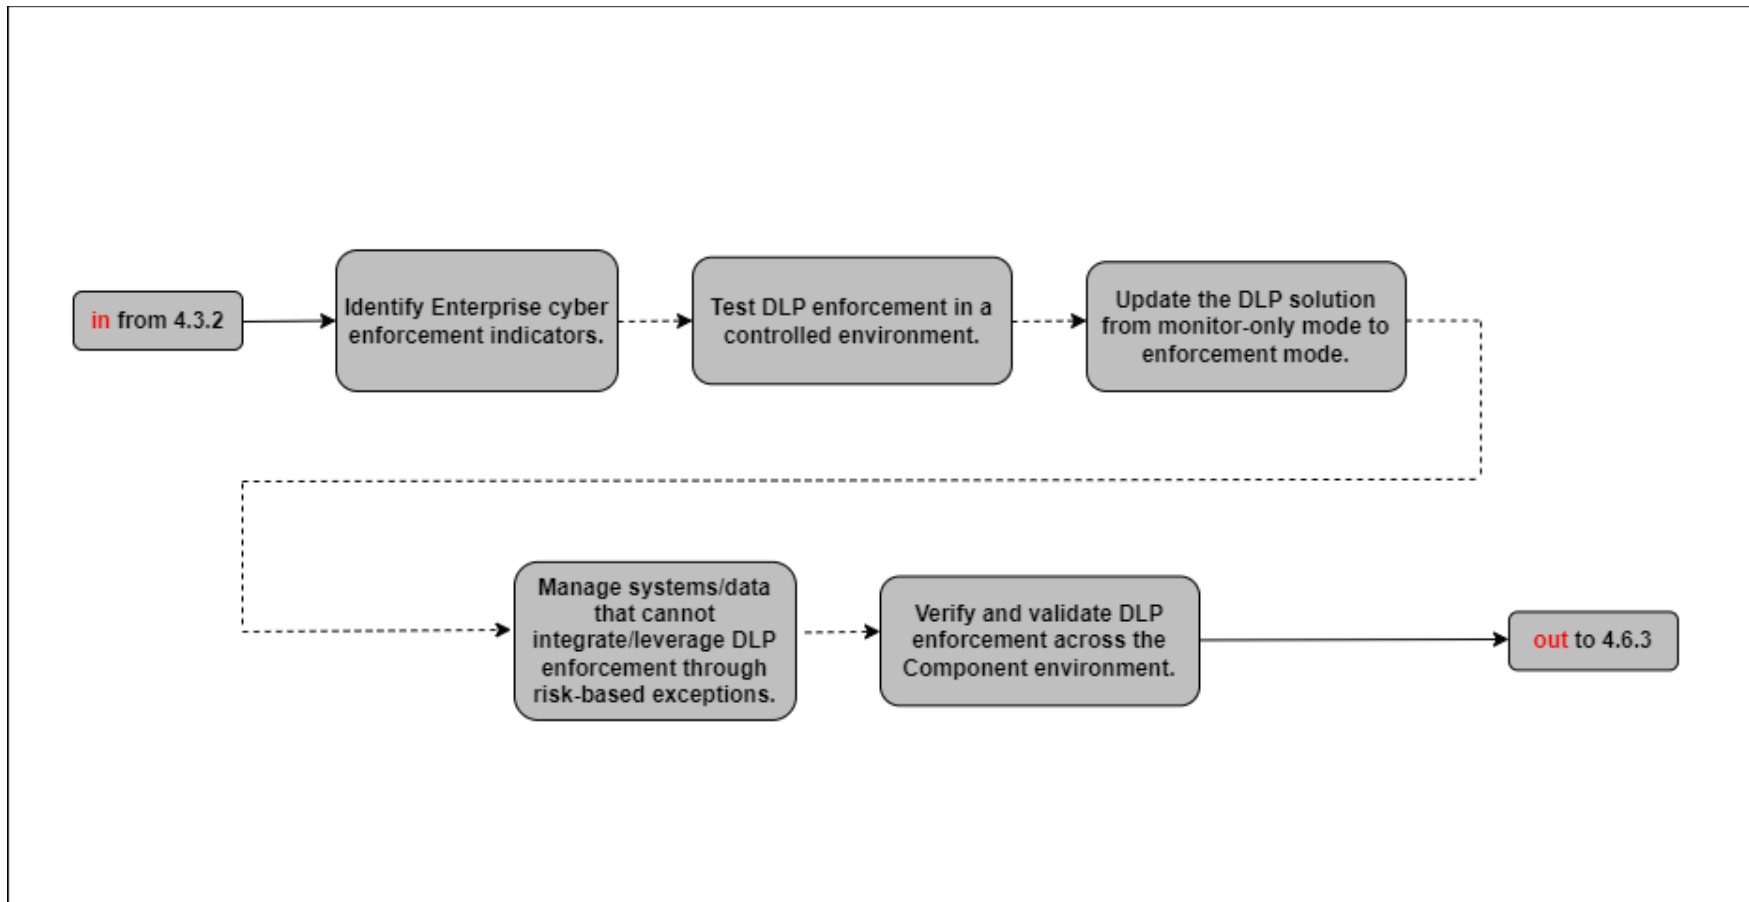 in from 4.3.2
Identify Enterprise cyber
enforcement indicators.
Test DLP enforcement in a
controlled environment.
Update the DLP solution
from monitor-only mode to
enforcement mode.
Manage systems/data
that cannot
integrate/leverage DLP
enforcement through
risk-based exceptions.
Verify and validate DLP
enforcement across the
Component environment.
out to 4.6.3